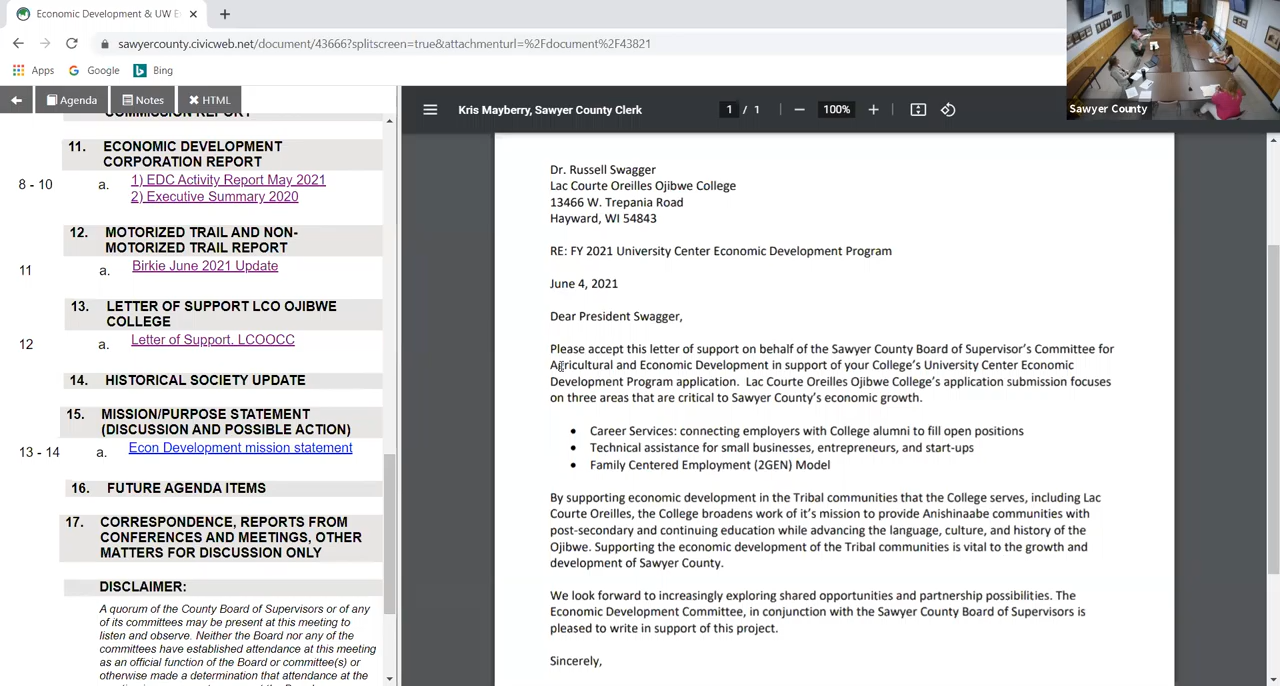 Economic Development & UW E
sawyercounty.civicweb.net/document/43666?splitscreen=true&attachmenturl=%2Fdocument%2F43821
Apps Google Bing
Sawyer County
Agenda Notes HTML
COMMISSION REPORT
11. ECONOMIC DEVELOPMENT
CORPORATION REPORT
8 - 10 a. 1) EDC Activity Report May 2021
2) Executive Summary 2020
12. MOTORIZED TRAIL AND NON-
MOTORIZED TRAIL REPORT
11 a. Birkie June 2021 Update
13. LETTER OF SUPPORT LCO OJIBWE
COLLEGE
12 a. Letter of Support, LCOOCC
14. HISTORICAL SOCIETY UPDATE
15. MISSION/PURPOSE STATEMENT
(DISCUSSION AND POSSIBLE ACTION)
13 - 14 a. Econ Development mission statement
16. FUTURE AGENDA ITEMS
17. CORRESPONDENCE, REPORTS FROM
CONFERENCES AND MEETINGS, OTHER
MATTERS FOR DISCUSSION ONLY
DISCLAIMER:
A quorum of the County Board of Supervisors or of any
of its committees may be present at this meeting to
listen and observe. Neither the Board nor any of the
committees have established attendance at this meeting
as an official function of the Board or committee(s) or
otherwise made a determination that attendance at the
Kris Mayberry, Sawyer County Clerk 1 / 1 100%
Dr. Russell Swagger
Lac Courte Oreilles Ojibwe College
13466 W. Trepania Road
Hayward, WI 54843
RE: FY 2021 University Center Economic Development Program
June 4, 2021
Dear President Swagger,
Please accept this letter of support on behalf of the Sawyer County Board of Supervisor's Committee for
Agricultural and Economic Development in support of your College's University Center Economic
Development Program application. Lac Courte Oreilles Ojibwe College's application submission focuses
on three areas that are critical to Sawyer County's economic growth.
• Career Services: connecting employers with College alumni to fill open positions
• Technical assistance for small businesses, entrepreneurs, and start-ups
• Family Centered Employment (2GEN) Model
By supporting economic development in the Tribal communities that the College serves, including Lac
Courte Oreilles, the College broadens work of it's mission to provide Anishinaabe communities with
post-secondary and continuing education while advancing the language, culture, and history of the
Ojibwe. Supporting the economic development of the Tribal communities is vital to the growth and
development of Sawyer County.
We look forward to increasingly exploring shared opportunities and partnership possibilities. The
Economic Development Committee, in conjunction with the Sawyer County Board of Supervisors is
pleased to write in support of this project.
Sincerely,